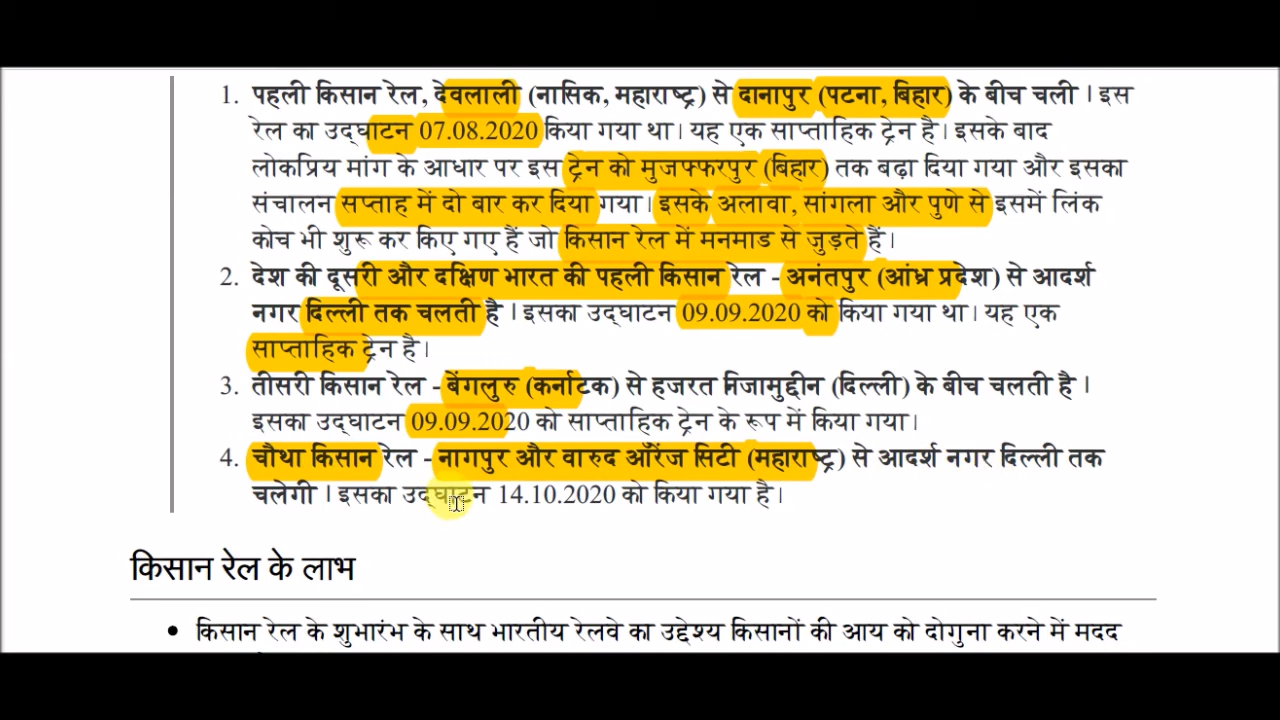 1. पहली किसान रेल, देवलाली (नासिक, महाराष्ट्र) से दानापुर (पटना, बिहार) के बीच चली । इस
रेल का उद्घाटन 07.08.2020 किया गया था। यह एक साप्ताहिक ट्रेन है। इसके बाद
लोकप्रिय मांग के आधार पर इस ट्रेन को मुजफ्फरपुर (बिहार) तक बढ़ा दिया गया और इसका
संचालन सप्ताह में दो बार कर दिया गया। इसके अलावा, सांगला और पुणे से इसमें लिंक
कोच भी शुरू कर किए गए हैं जो किसान रेल में मनमाड से जुड़ते हैं।
2. देश की दूसरी और दक्षिण भारत की पहली किसान रेल - अनंतपुर (आंध्र प्रदेश) से आदर्श
नगर दिल्ली तक चलती है । इसका उद्घाटन 09.09.2020 को किया गया था। यह एक
साप्ताहिक ट्रेन है।
3. तीसरी किसान रेल - बेंगलुरु (कर्नाटक) से हजरत निजामुद्दीन (दिल्ली) के बीच चलती है ।
इसका उद्घाटन 09.09.2020 को साप्ताहिक ट्रेन के रूप में किया गया।
4. चौथा किसान रेल - नागपुर और वारुद ऑरेंज सिटी (महाराष्ट्र) से आदर्श नगर दिल्ली तक
चलेगी । इसका उद्घाटन 14.10.2020 को किया गया है।
किसान रेल के लाभ
• किसान रेल के शुभारंभ के साथ भारतीय रेलवे का उद्देश्य किसानों की आय को दोगुना करने में मदद